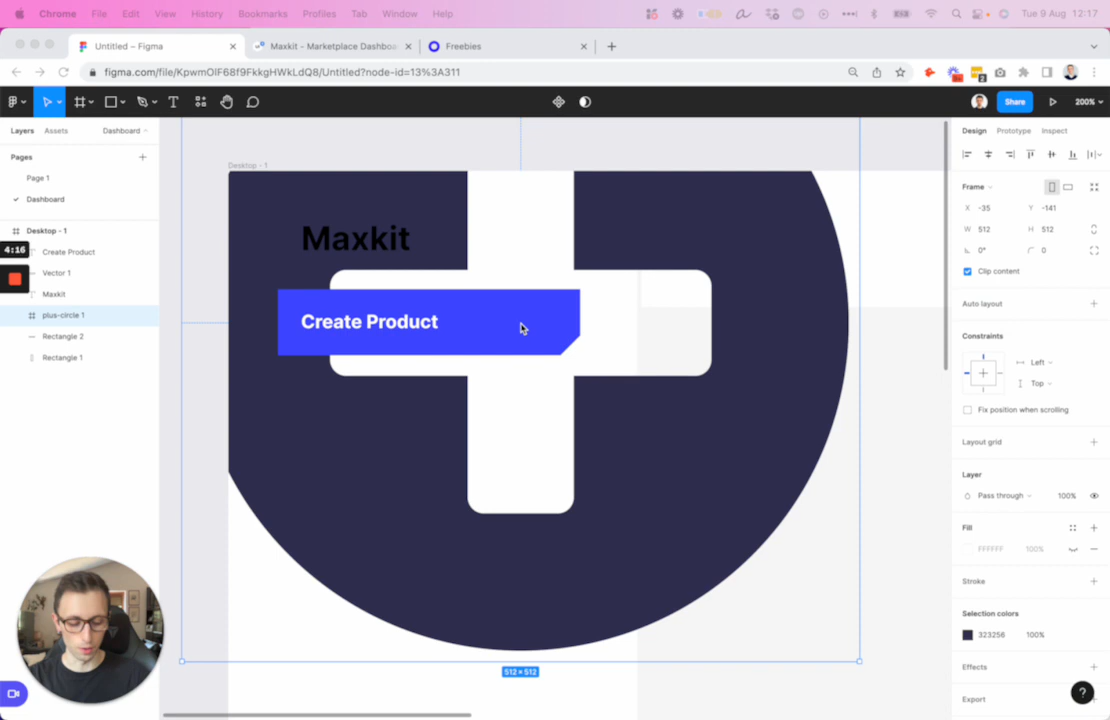 Chrome File Edit View History Bookmarks Profiles Tab Window Help Tue 9 Aug 12:17
Untitled – Figma Maxkit - Marketplace Dashboa Freebies
figma.com/file/KpwmOlF68f9FkkgHWkLdQ8/Untitled?node-id=13%3A311
Share 200%
Layers Assets Dashboard
Pages
Page 1
Dashboard
Desktop - 1
Create Product
Vector 1
Maxkit
plus-circle 1
Rectangle 2
Rectangle 1
4:16
Desktop - 1
Maxkit
Create Product
512 × 512
Design Prototype Inspect
Frame
X -35 Y -141
W 512 H 512
0° 0
Clip content
Auto layout
Constraints
Left
Top
Fix position when scrolling
Layout grid
Layer
Pass through 100%
Fill
FFFFFF 100%
Stroke
Selection colors
323256 100%
Effects
Export
?